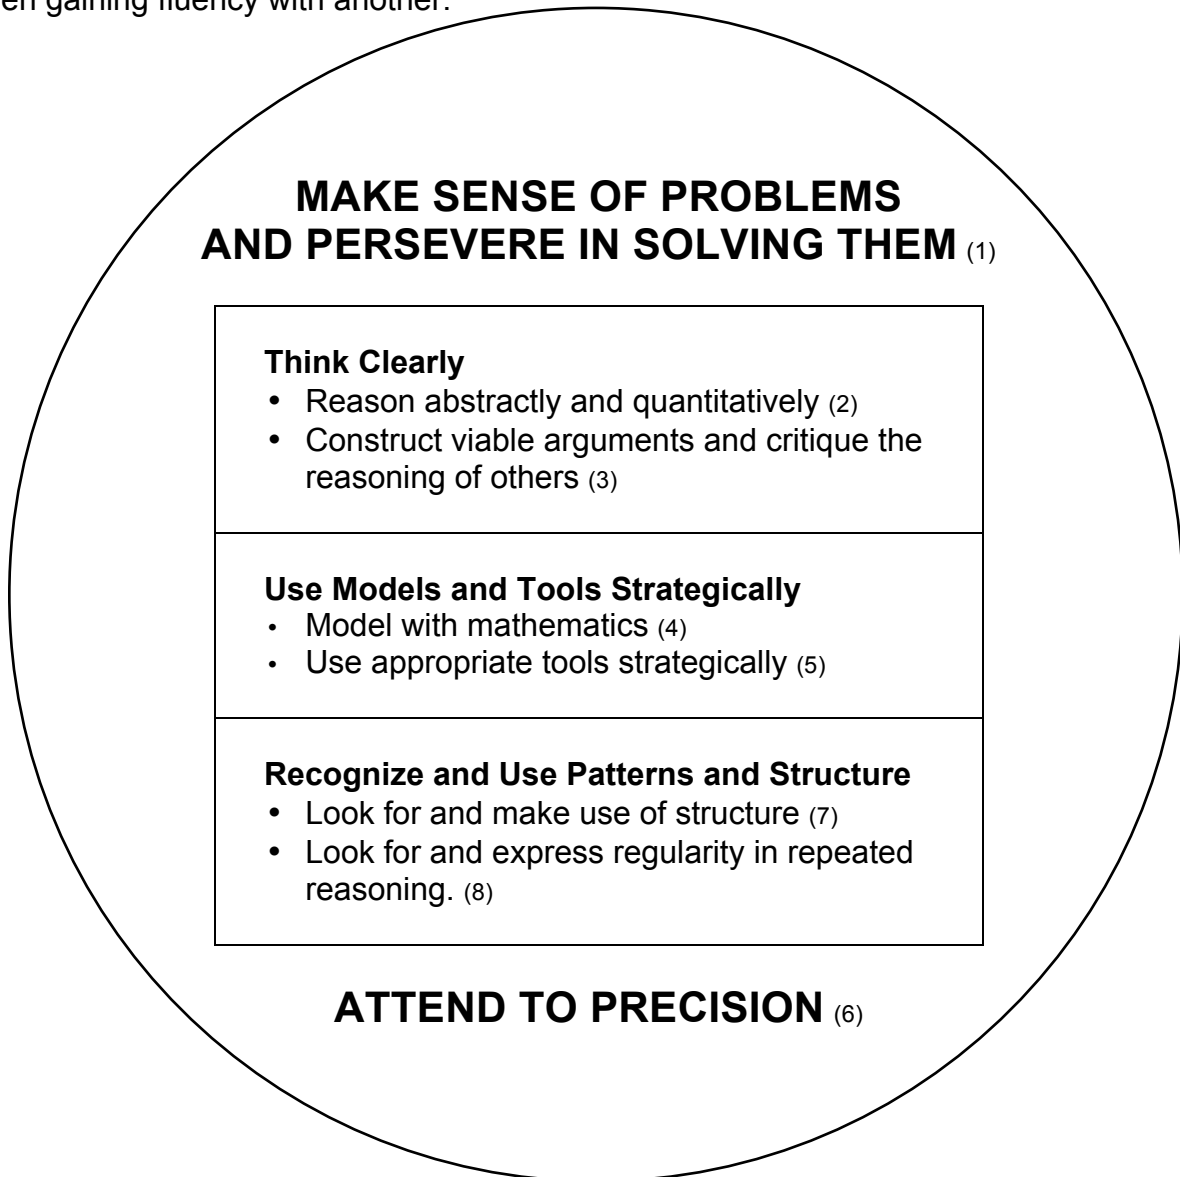 gaining fluency with another.
MAKE SENSE OF PROBLEMS
AND PERSEVERE IN SOLVING THEM (1)
Think Clearly
• Reason abstractly and quantitatively (2)
• Construct viable arguments and critique the
reasoning of others (3)
Use Models and Tools Strategically
• Model with mathematics (4)
• Use appropriate tools strategically (5)
Recognize and Use Patterns and Structure
• Look for and make use of structure (7)
• Look for and express regularity in repeated
reasoning. (8)
ATTEND TO PRECISION (6)